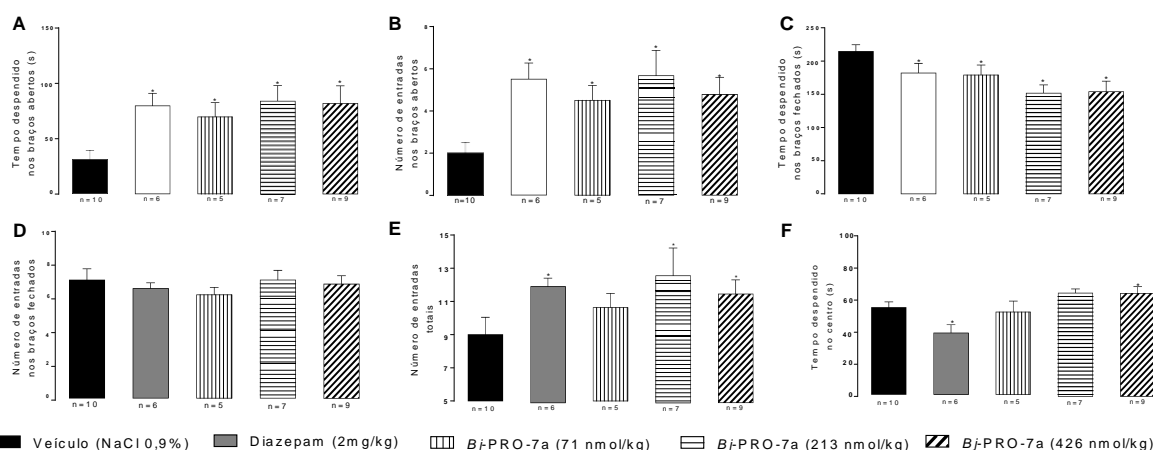 A
Tempo despendido
nos braços abertos (s)
150
100
50
0
*
*
*
*
n=10
n=6
n=5
n=7
n=9
B
Número de entradas
nos braços abertos
8
6
4
2
0
*
*
*
*
n=10
n=6
n=5
n=7
n=9
C
Tempo despendido
nos braços fechados (s)
250
200
150
100
50
0
*
*
*
*
n=10
n=6
n=5
n=7
n=9
D
Número de entradas
nos braços fechados
10
8
6
4
2
0
n=10
n=6
n=5
n=7
n=9
E
Número de entradas
totais
15
13
11
9
7
5
*
*
*
n=10
n=6
n=5
n=7
n=9
F
Tempo despendido
no centro (s)
100
80
60
40
20
0
*
*
n=10
n=6
n=5
n=7
n=9
Veículo (NaCl 0,9%)
Diazepam (2mg/kg)
Bj-PRO-7a (71 nmol/kg)
Bj-PRO-7a (213 nmol/kg)
Bj-PRO-7a (426 nmol/kg)